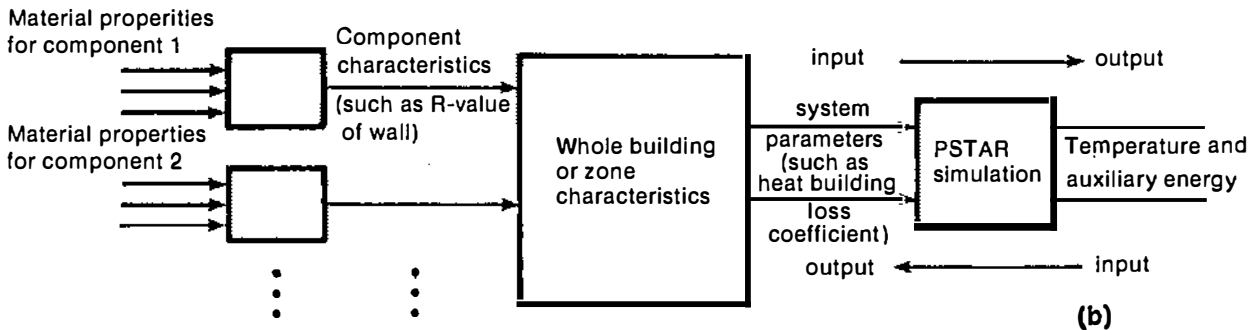 Material properities
for component 1
Component
characteristics
(such as R-value
of wall)
Material properties
for component 2
Whole building
or zone
characteristics
input
output
system
parameters
(such as
heat building
loss
coefficient)
PSTAR
simulation
Temperature and
auxiliary energy
output
input
(b)